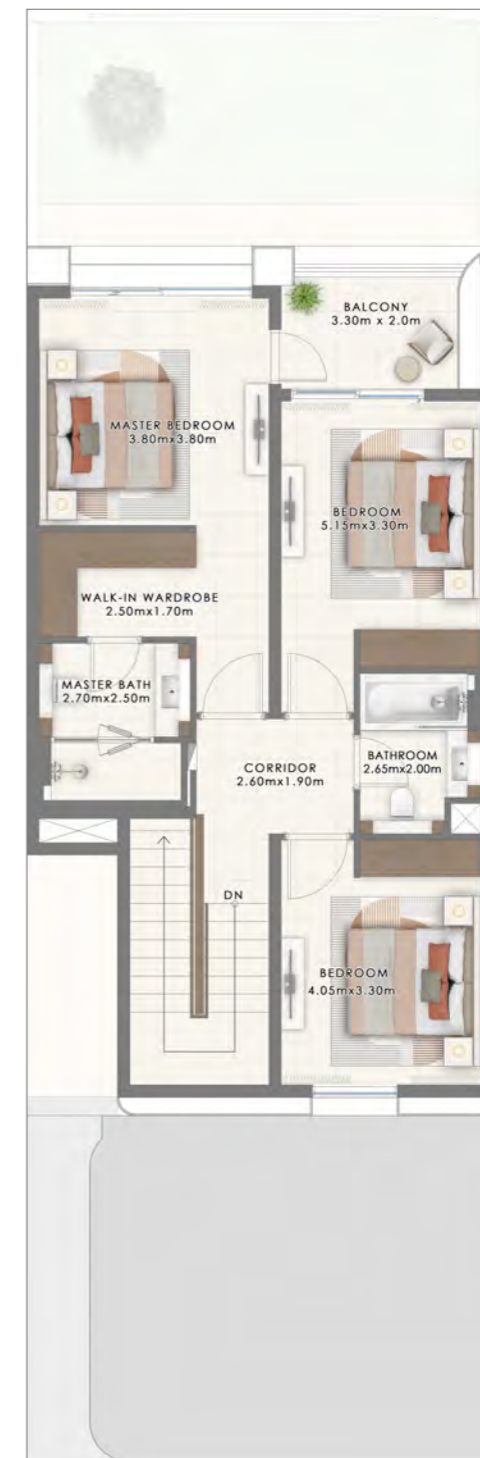 BALCONY
3.30m x 2.0m
MASTER BEDROOM
3.80mx3.80m
BEDROOM
5.15mx3.30m
WALK-IN WARDROBE
2.50mx1.70m
MASTER BATH
2.70mx2.50m
BATHROOM
2.65mx2.00m
CORRIDOR
2.60mx1.90m
DN
BEDROOM
4.05mx3.30m